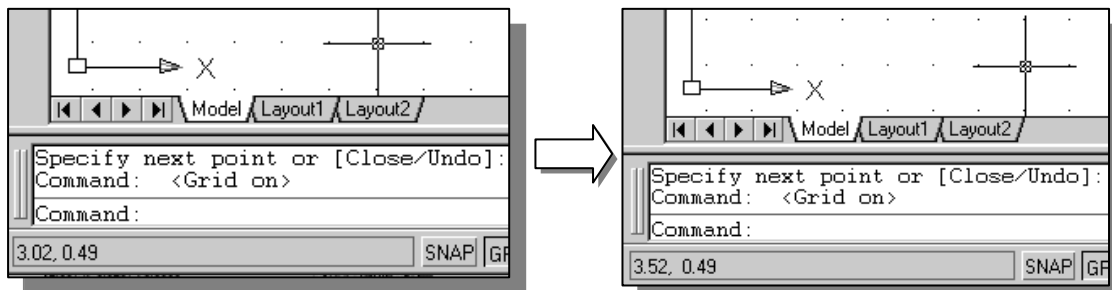 X
Model Layout1 Layout2
Specify next point or [Close/Undo]:
Command: <Grid on>
Command:
3.02, 0.49 SNAP
X
Model Layout1 Layout2
Specify next point or [Close/Undo]:
Command: <Grid on>
Command:
3.52, 0.49 SNAP